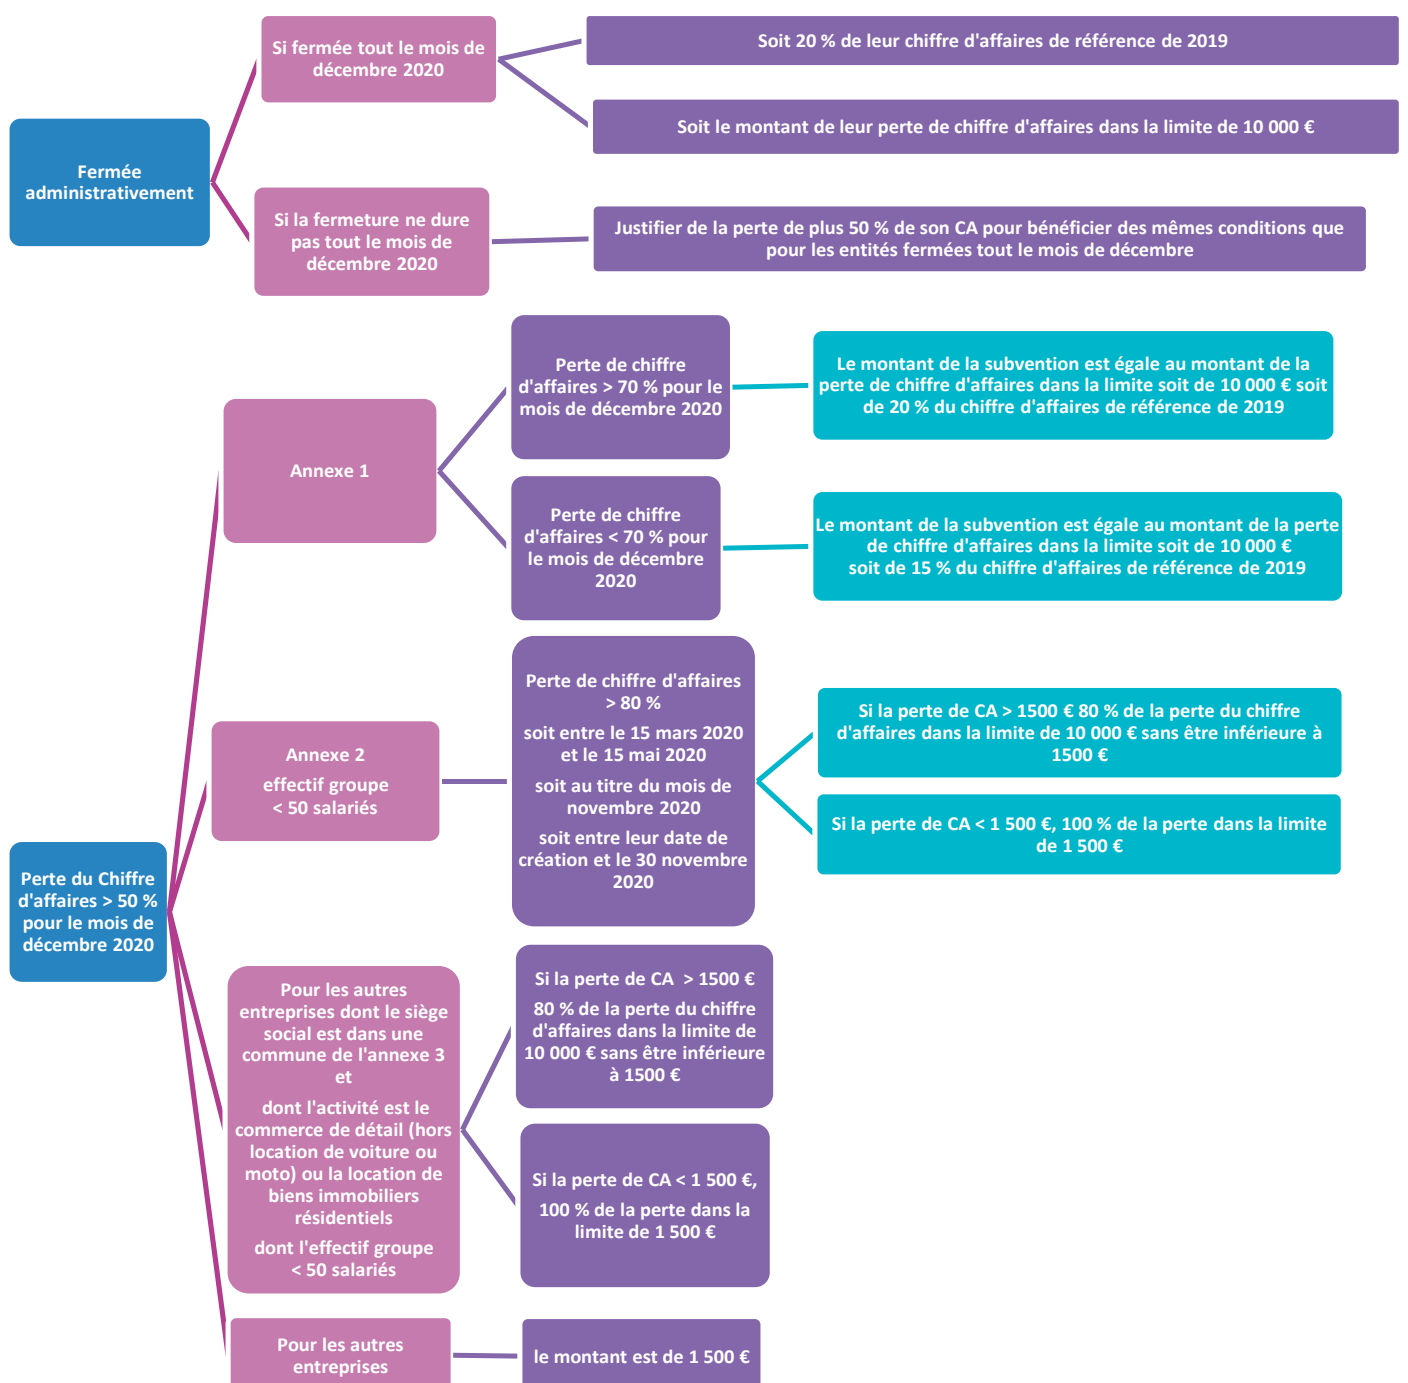 Fermée
administrativement
Si fermée tout le mois de
décembre 2020
Soit 20 % de leur chiffre d'affaires de référence de 2019
Soit le montant de leur perte de chiffre d'affaires dans la limite de 10 000 €
Si la fermeture ne dure
pas tout le mois de
décembre 2020
Justifier de la perte de plus 50 % de son CA pour bénéficier des mêmes conditions que
pour les entités fermées tout le mois de décembre
Perte du Chiffre
d'affaires > 50 %
pour le mois de
décembre 2020
Annexe 1
Perte de chiffre
d'affaires > 70 % pour le
mois de décembre 2020
Le montant de la subvention est égale au montant de la
perte de chiffre d'affaires dans la limite soit de 10 000 € soit
de 20 % du chiffre d'affaires de référence de 2019
Perte de chiffre
d'affaires < 70 % pour
le mois de décembre
2020
Le montant de la subvention est égale au montant de la perte
de chiffre d'affaires dans la limite soit de 10 000 €
soit de 15 % du chiffre d'affaires de référence de 2019
Annexe 2
effectif groupe
< 50 salariés
Perte de chiffre d'affaires
> 80 %
soit entre le 15 mars 2020
et le 15 mai 2020
soit au titre du mois de
novembre 2020
soit entre leur date de
création et le 30 novembre
2020
Si la perte de CA > 1500 € 80 % de la perte du chiffre
d'affaires dans la limite de 10 000 € sans être inférieure à
1500 €
Si la perte de CA < 1 500 €, 100 % de la perte dans la limite
de 1 500 €
Pour les autres
entreprises dont le siège
social est dans une
commune de l'annexe 3
et
dont l'activité est le
commerce de détail (hors
location de voiture ou
moto) ou la location de
biens immobiliers
résidentiels
dont l'effectif groupe
< 50 salariés
Si la perte de CA > 1500 €
80 % de la perte du chiffre
d'affaires dans la limite de
10 000 € sans être inférieure
à 1500 €
Si la perte de CA < 1 500 €,
100 % de la perte dans la
limite de 1 500 €
Pour les autres
entreprises
le montant est de 1 500 €